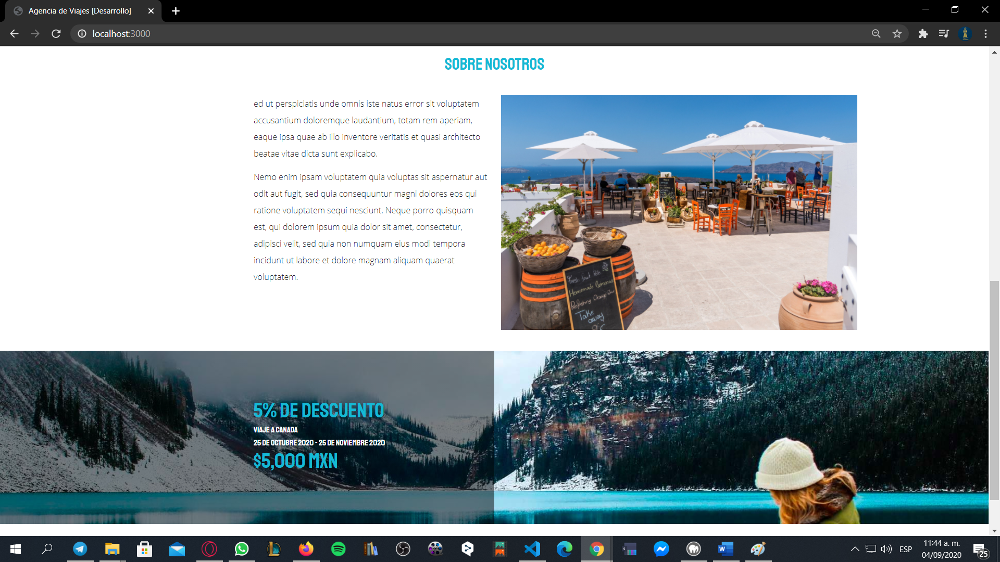 Agencia de Viajes [Desarrollo]
localhost:3000
SOBRE NOSOTROS
ed ut perspiciatis unde omnis iste natus error sit voluptatem
accusantium doloremque laudantium, totam rem aperiam,
eaque ipsa quae ab illo inventore veritatis et quasi architecto
beatae vitae dicta sunt explicabo.
Nemo enim ipsam voluptatem quia voluptas sit aspernatur aut
odit aut fugit, sed quia consequuntur magni dolores eos qui
ratione voluptatem sequi nesciunt. Neque porro quisquam
est, qui dolorem ipsum quia dolor sit amet, consectetur,
adipisci velit, sed quia non numquam eius modi tempora
incidunt ut labore et dolore magnam aliquam quaerat
voluptatem.
Fresh fruit Pots
Homemade lemonade
Refreshing Orange
Take
away
5% DE DESCUENTO
VIAJE A CANADA
25 DE OCTUBRE 2020 - 25 DE NOVIEMBRE 2020
$5,000 MXN
ESP
11:44 a. m.
04/09/2020
25